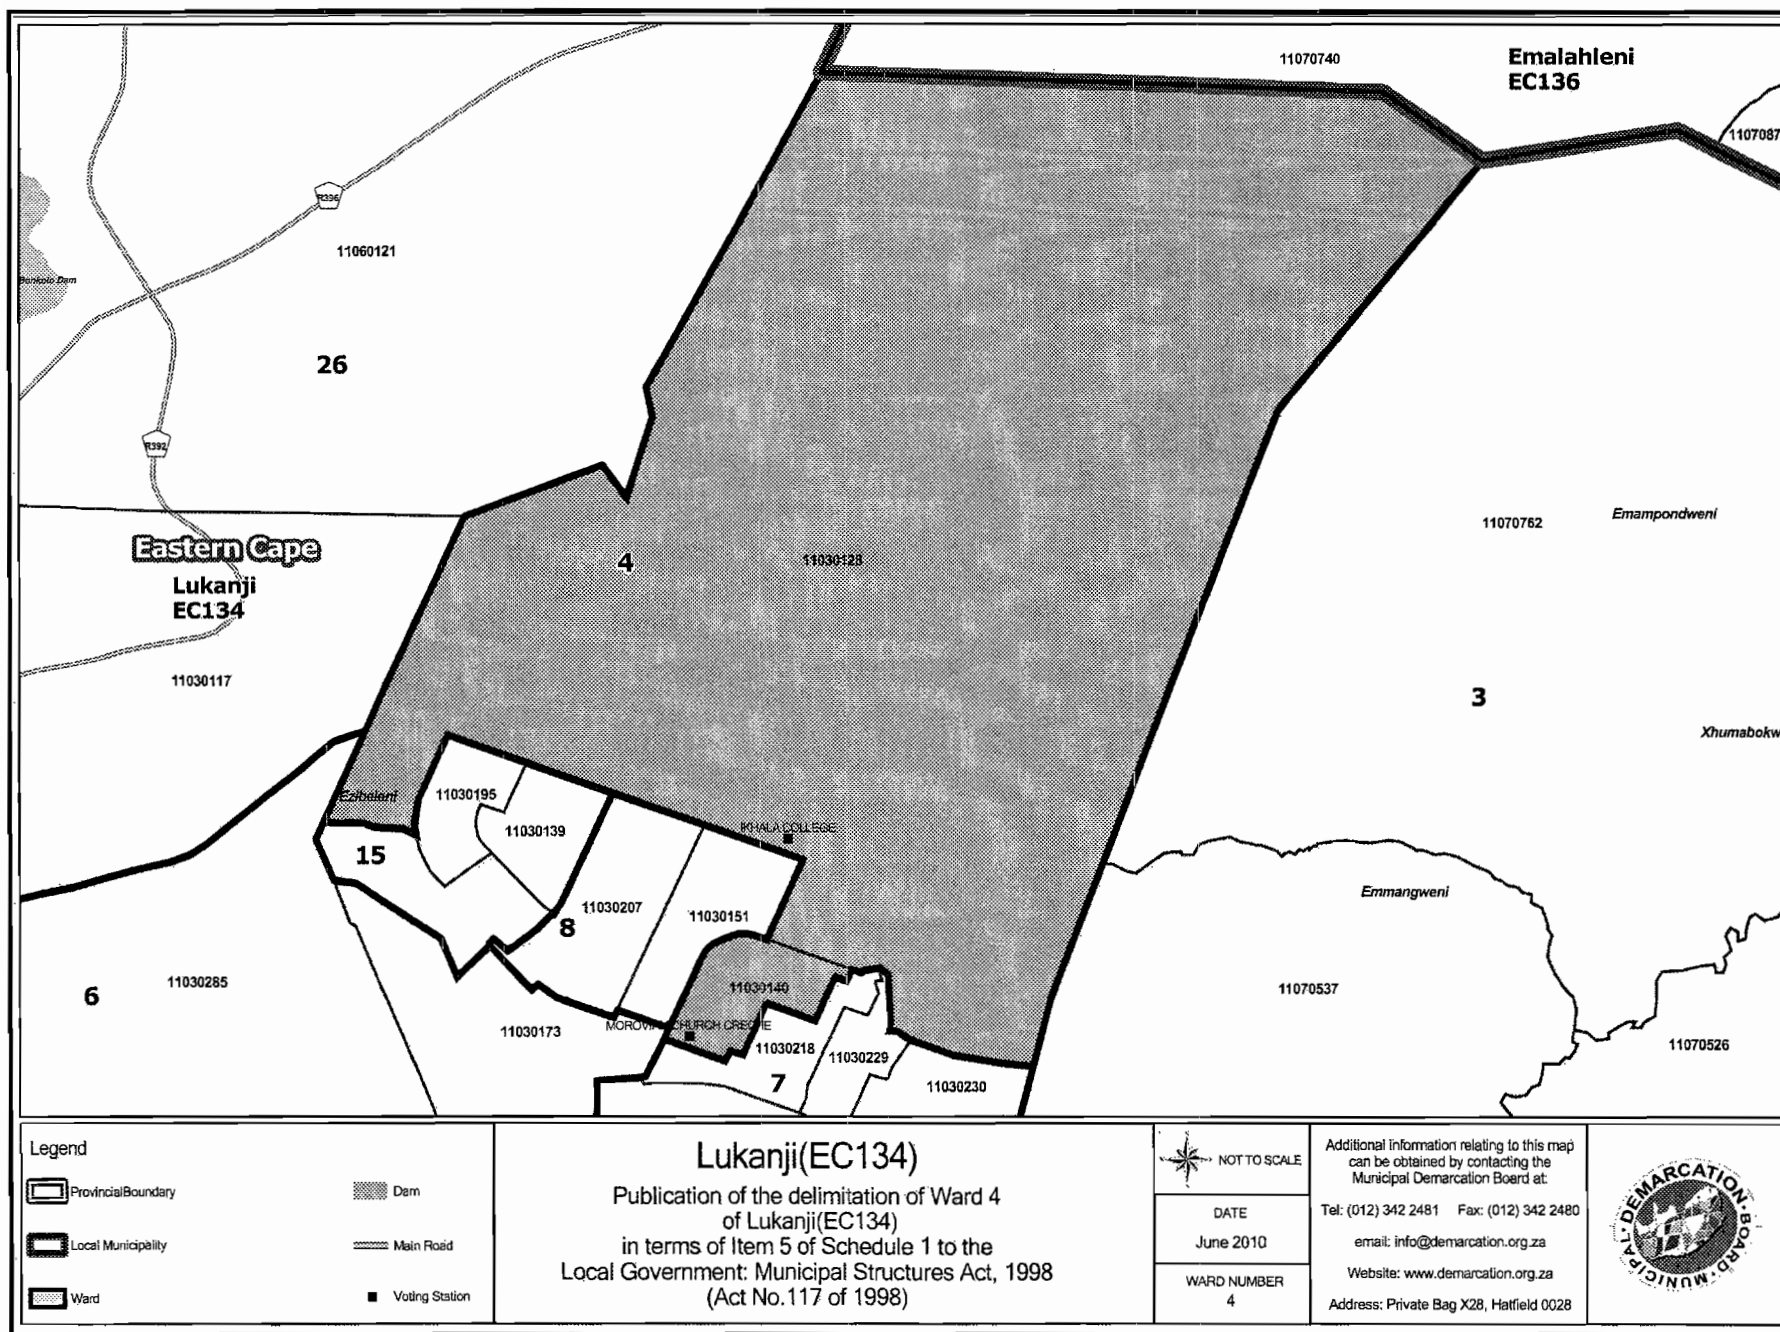 11070740
Emalahleni
EC136
1107087
R396
11060121
Bonkolo Dam
26
R392
11070762
Emampondweni
Eastern Cape
Lukanji
EC134
4
11030128
11030117
3
Xhumabokw
Ezibeleni
11030195
11030139
IKHALA COLLEGE
15
11030207
8
11030151
Emmangweni
6
11030285
11030140
11070537
11030173
MOROVIAN CHURCH CRECHE
11030218
11030229
11070526
7
11030230
Legend
ProvincialBoundary
Dam
Local Municipality
Main Road
Ward
Voting Station
Lukanji(EC134)
Publication of the delimitation of Ward 4
of Lukanji(EC134)
in terms of Item 5 of Schedule 1 to the
Local Government: Municipal Structures Act, 1998
(Act No.117 of 1998)
NOT TO SCALE
DATE
June 2010
WARD NUMBER
4
Additional information relating to this map
can be obtained by contacting the
Municipal Demarcation Board at:
Tel: (012) 342 2481 Fax: (012) 342 2480
email: info@demarcation.org.za
Website: www.demarcation.org.za
Address: Private Bag X28, Hatfield 0028
MUNICIPAL DEMARCATION BOARD